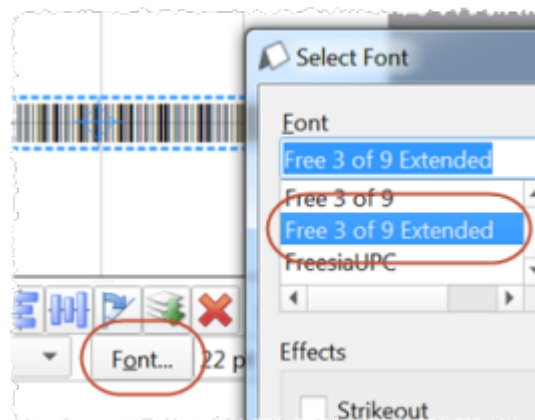 Select Font
Font
Free 3 of 9 Extended
Free 3 of 9
Free 3 of 9 Extended
FreesiaUPC
Font... 22 p
Effects
Strikeout